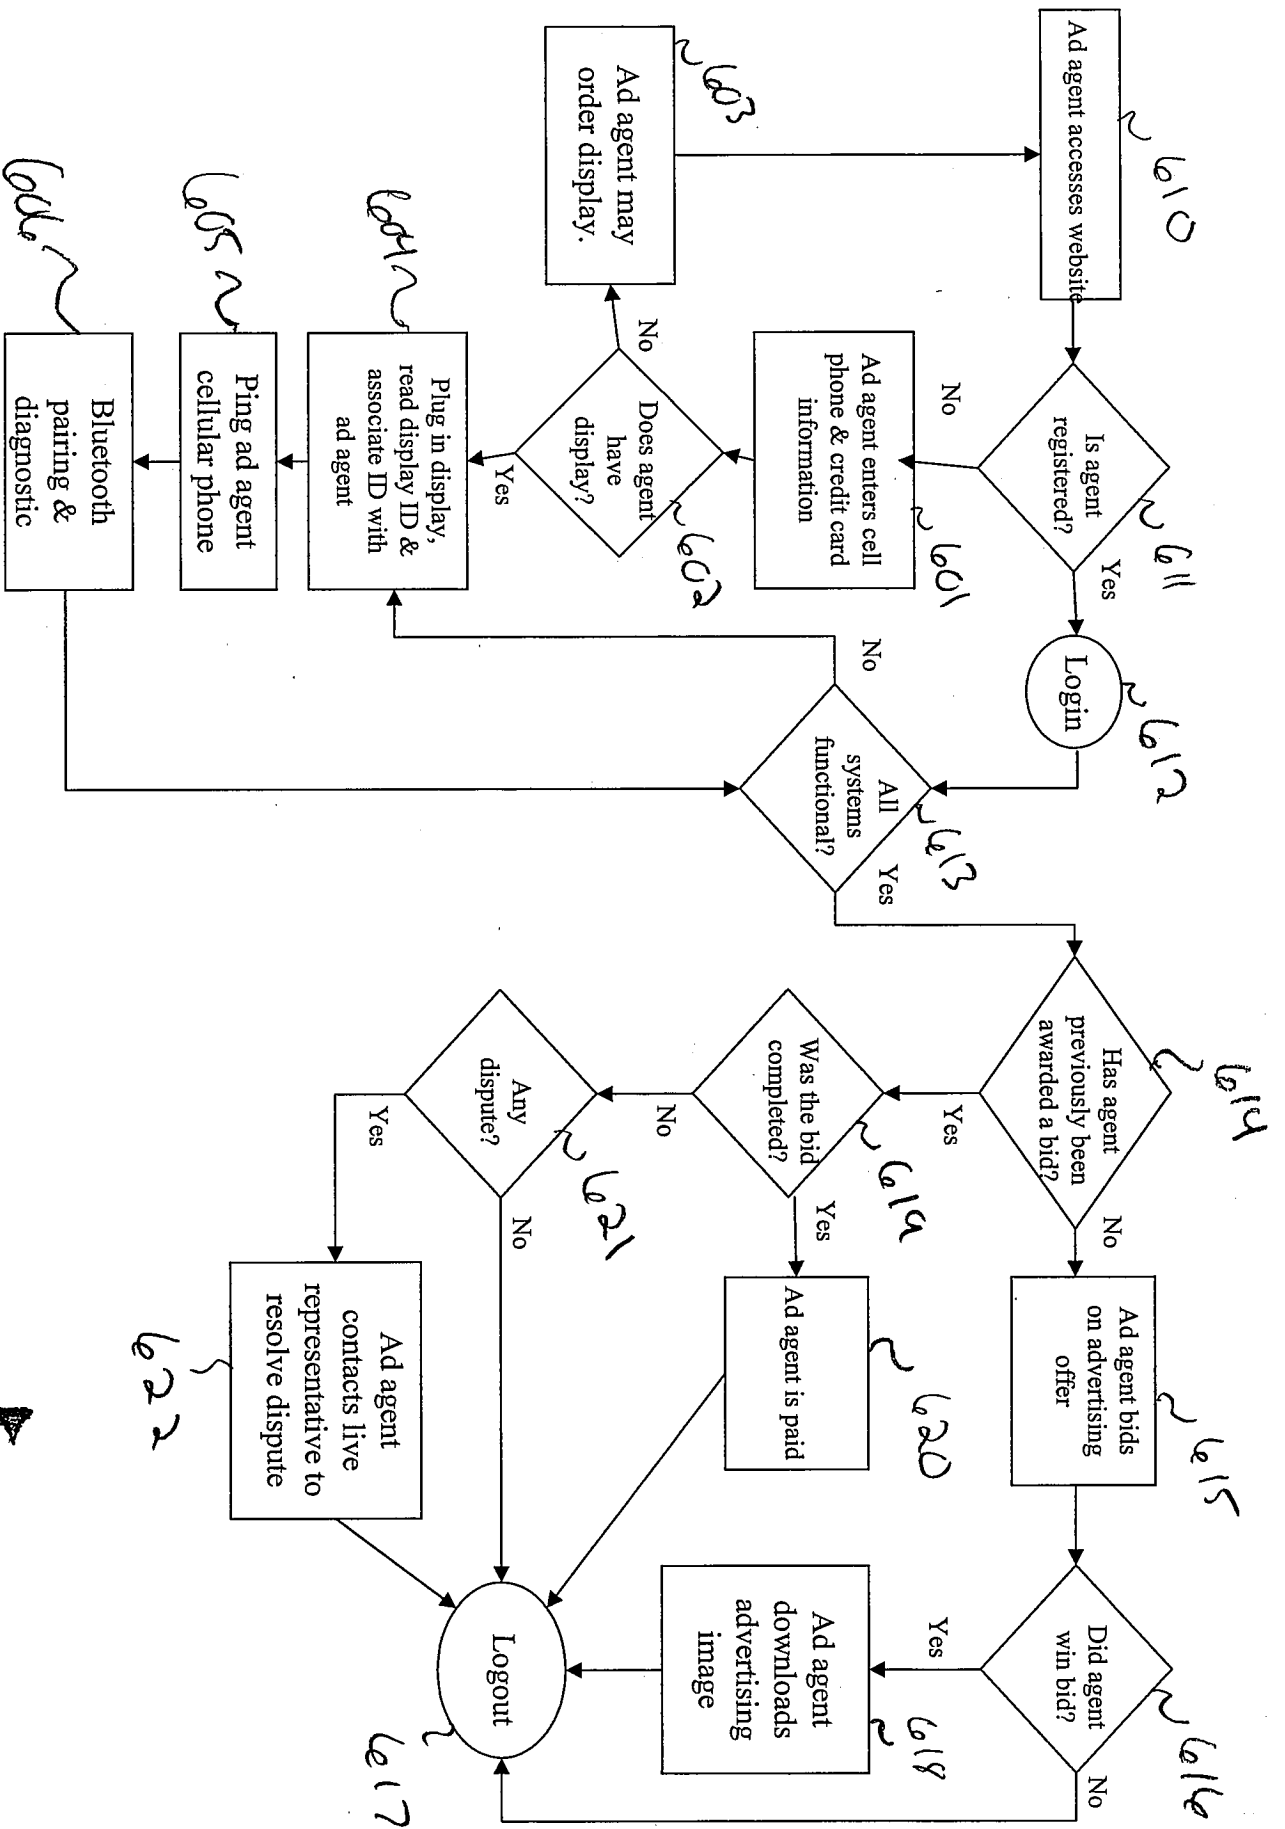 610
Ad agent accesses website
611
Is agent
registered?
Yes
No
612
Login
601
Ad agent enters cell
phone & credit card
information
602
Does agent
have
display?
No
Yes
603
Ad agent may
order display.
604
Plug in display,
read display ID &
associate ID with
ad agent
605
Ping ad agent
cellular phone
606
Bluetooth
pairing &
diagnostic
613
All
systems
functional?
No
Yes
614
Has agent
previously been
awarded a bid?
No
Yes
615
Ad agent bids
on advertising
offer
616
Did agent
win bid?
No
Yes
618
Ad agent
downloads
advertising
image
619
Was the bid
completed?
Yes
No
620
Ad agent is paid
621
Any
dispute?
No
Yes
622
Ad agent
contacts live
representative to
resolve dispute
Logout
617